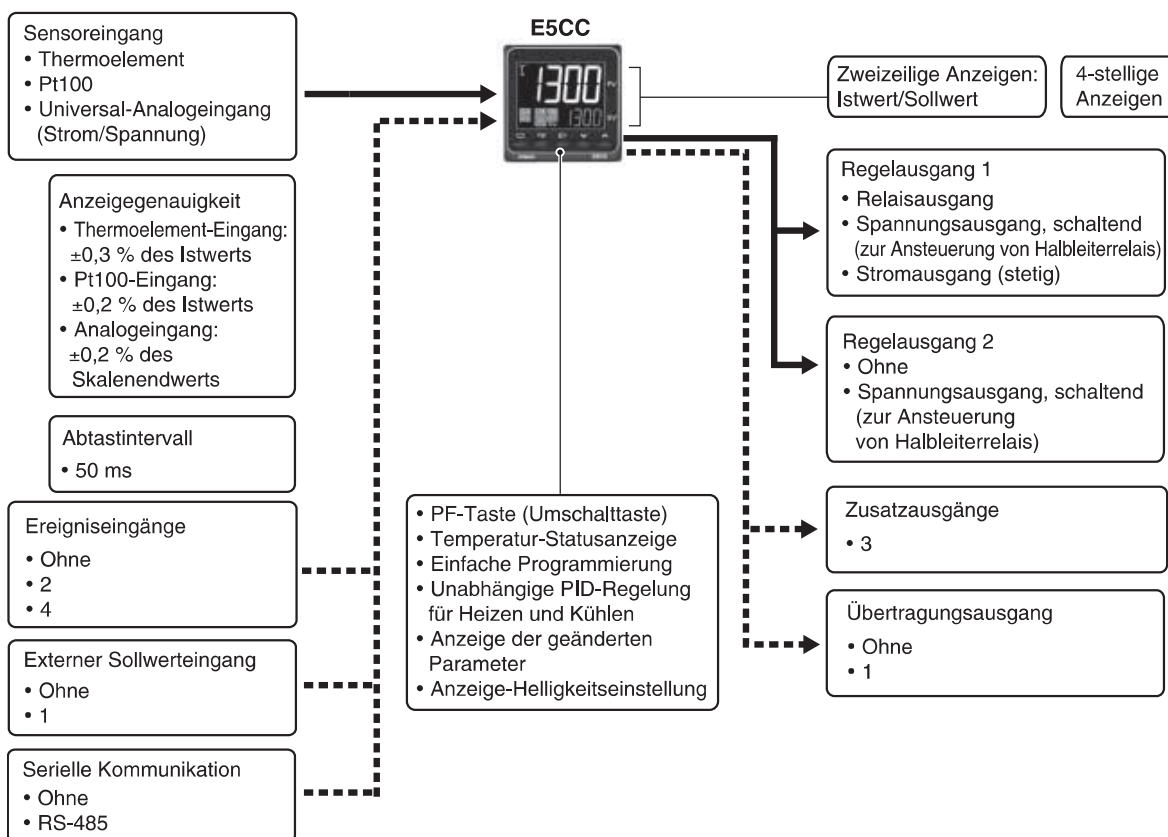 Sensoreingang
• Thermoelement
• Pt100
• Universal-Analogeingang
(Strom/Spannung)
Anzeigegenauigkeit
• Thermoelement-Eingang:
±0,3 % des Istwerts
• Pt100-Eingang:
±0,2 % des Istwerts
• Analogeingang:
±0,2 % des
Skalenendwerts
Abtastintervall
• 50 ms
Ereigniseingänge
• Ohne
• 2
• 4
Externer Sollwerteingang
• Ohne
• 1
Serielle Kommunikation
• Ohne
• RS-485
E5CC
1300
PV
1300
SV
• PF-Taste (Umschalttaste)
• Temperatur-Statusanzeige
• Einfache Programmierung
• Unabhängige PID-Regelung
für Heizen und Kühlen
• Anzeige der geänderten
Parameter
• Anzeige-Helligkeitseinstellung
Zweizeilige Anzeigen:
Istwert/Sollwert
4-stellige
Anzeigen
Regelausgang 1
• Relaisausgang
• Spannungsausgang, schaltend
(zur Ansteuerung von Halbleiterrelais)
• Stromausgang (stetig)
Regelausgang 2
• Ohne
• Spannungsausgang, schaltend
(zur Ansteuerung
von Halbleiterrelais)
Zusatzausgänge
• 3
Übertragungsausgang
• Ohne
• 1